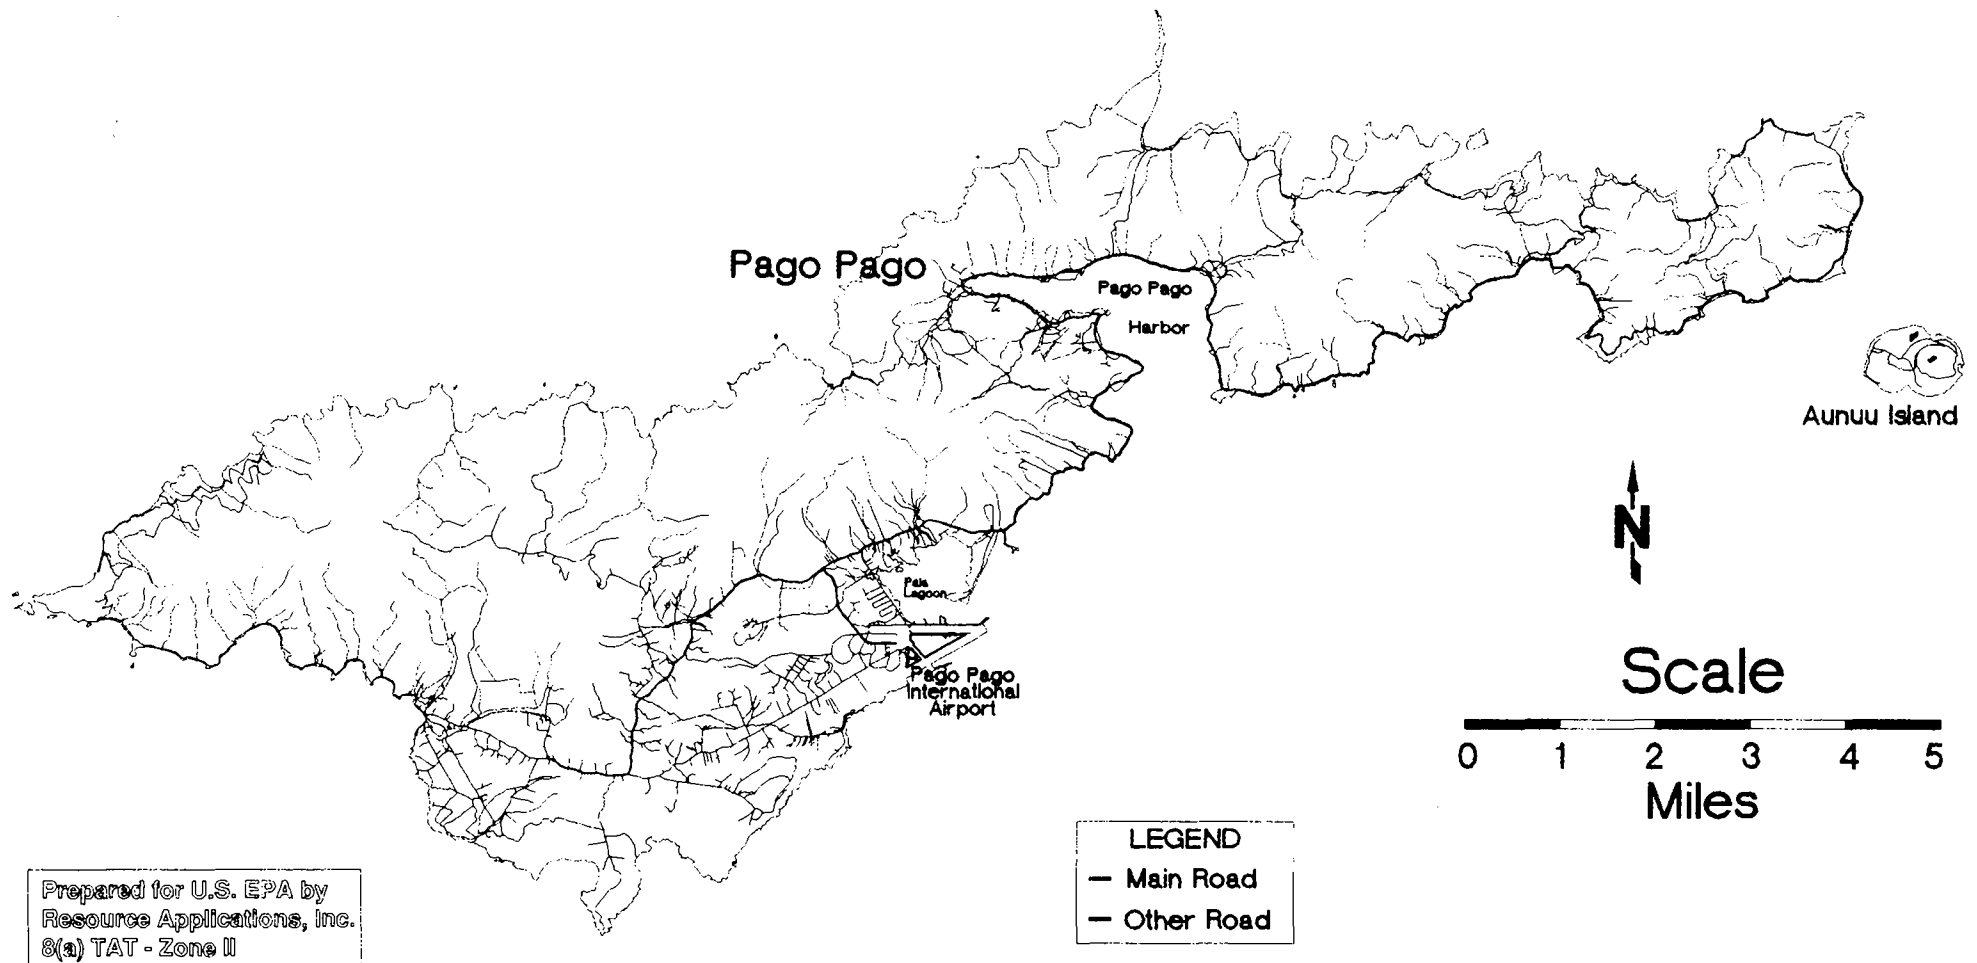 Pago Pago
Pago Pago
Harbor
Aunuu Island
N
Pala
Lagoon
Pago Pago
International
Airport
Scale
0 1 2 3 4 5
Miles
LEGEND
Main Road
Other Road
Prepared for U.S. EPA by
Resource Applications, Inc.
8(a) TAT - Zone II